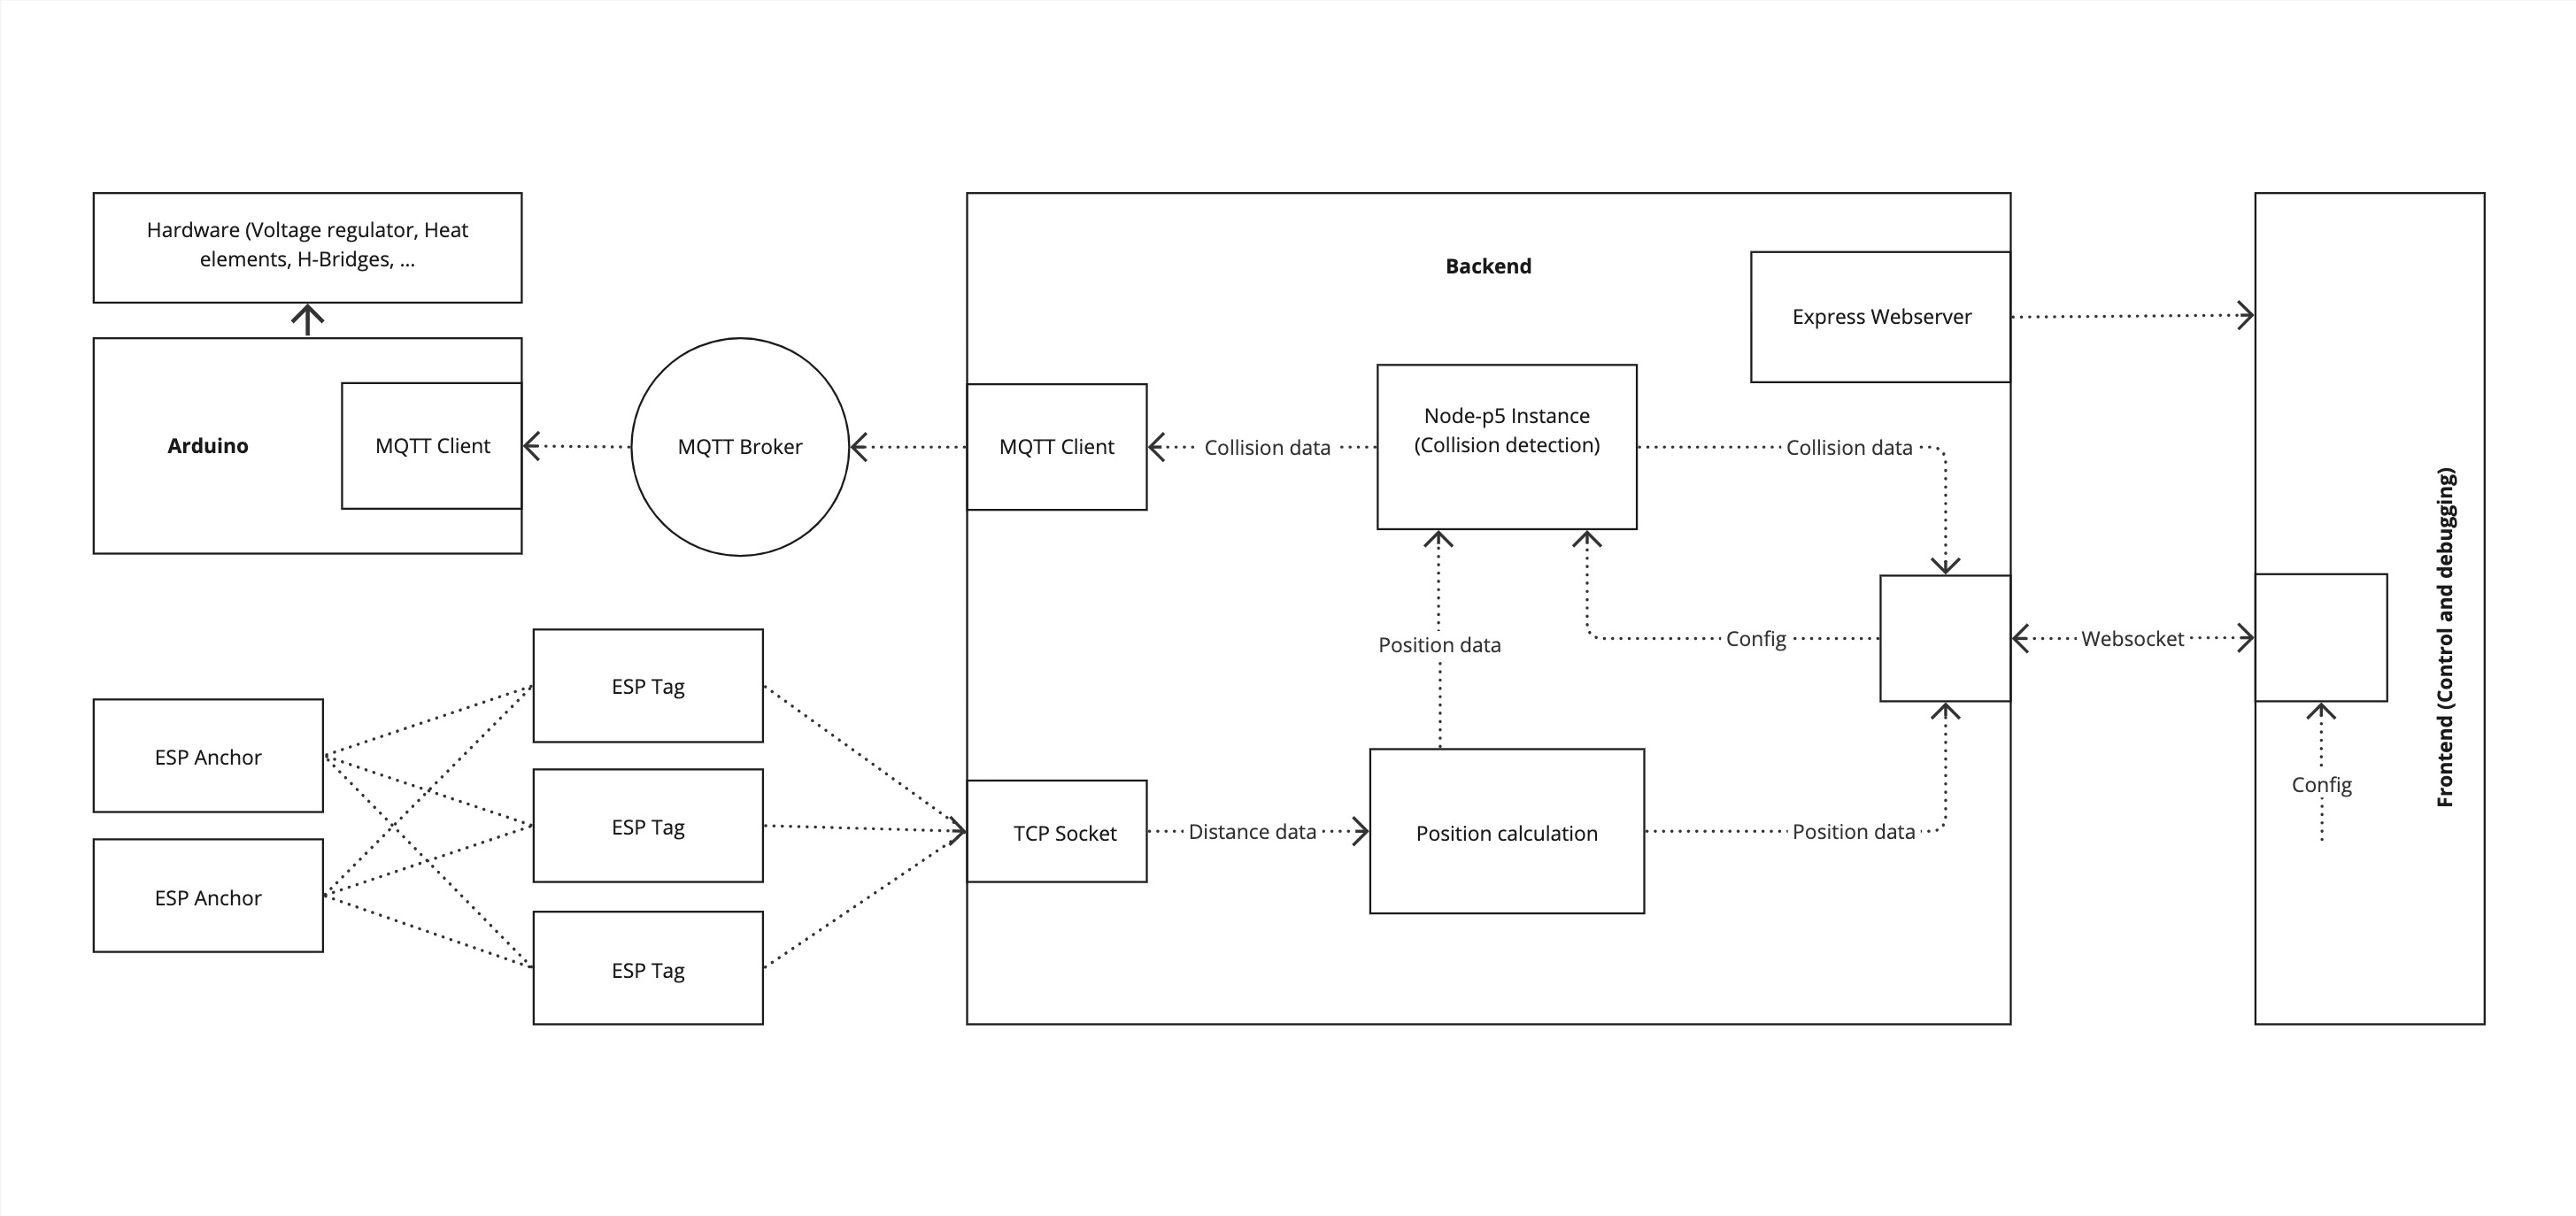 Hardware (Voltage regulator, Heat
elements, H-Bridges, ...
Arduino
MQTT Client
MQTT Broker
ESP Anchor
ESP Anchor
ESP Tag
ESP Tag
ESP Tag
Backend
Express Webserver
MQTT Client
Collision data
Node-p5 Instance
(Collision detection)
Collision data
Position data
Config
Websocket
TCP Socket
Distance data
Position calculation
Position data
Config
Frontend (Control and debugging)